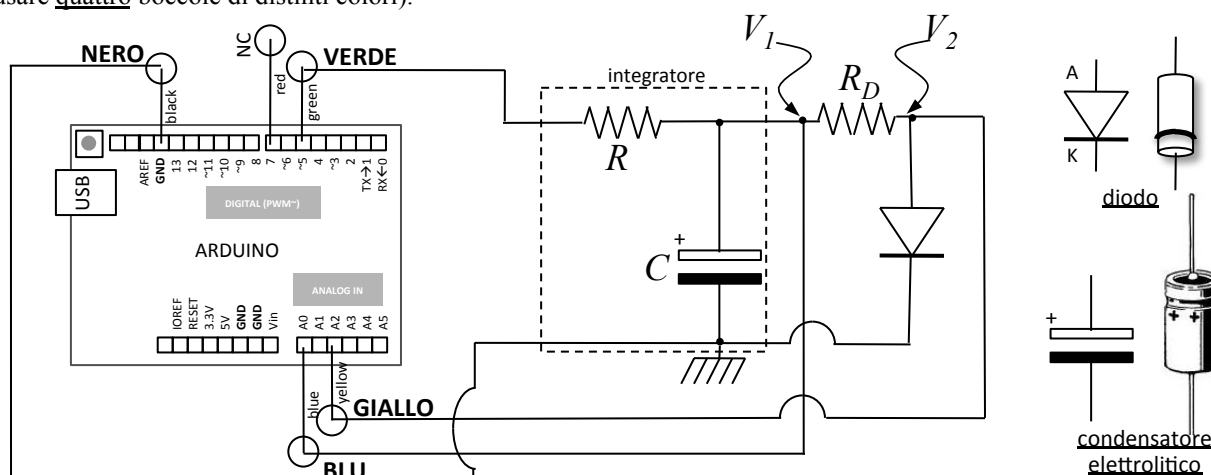 usare quattro boccole di distinti colori).
NERO
NC
VERDE
black
red
green
integratore
V1
RD
V2
R
C
+
USB
AREF
GND
13
12
~11
~10
~9
8
7
~6
~5
4
~3
2
TX→1
RX←0
DIGITAL (PWM~)
ARDUINO
ANALOG IN
IOREF
RESET
3.3V
5V
GND
GND
Vin
A0
A1
A2
A3
A4
A5
blue
yellow
GIALLO
BLU
A
K
diodo
+
+ +
condensatore
elettrolitico